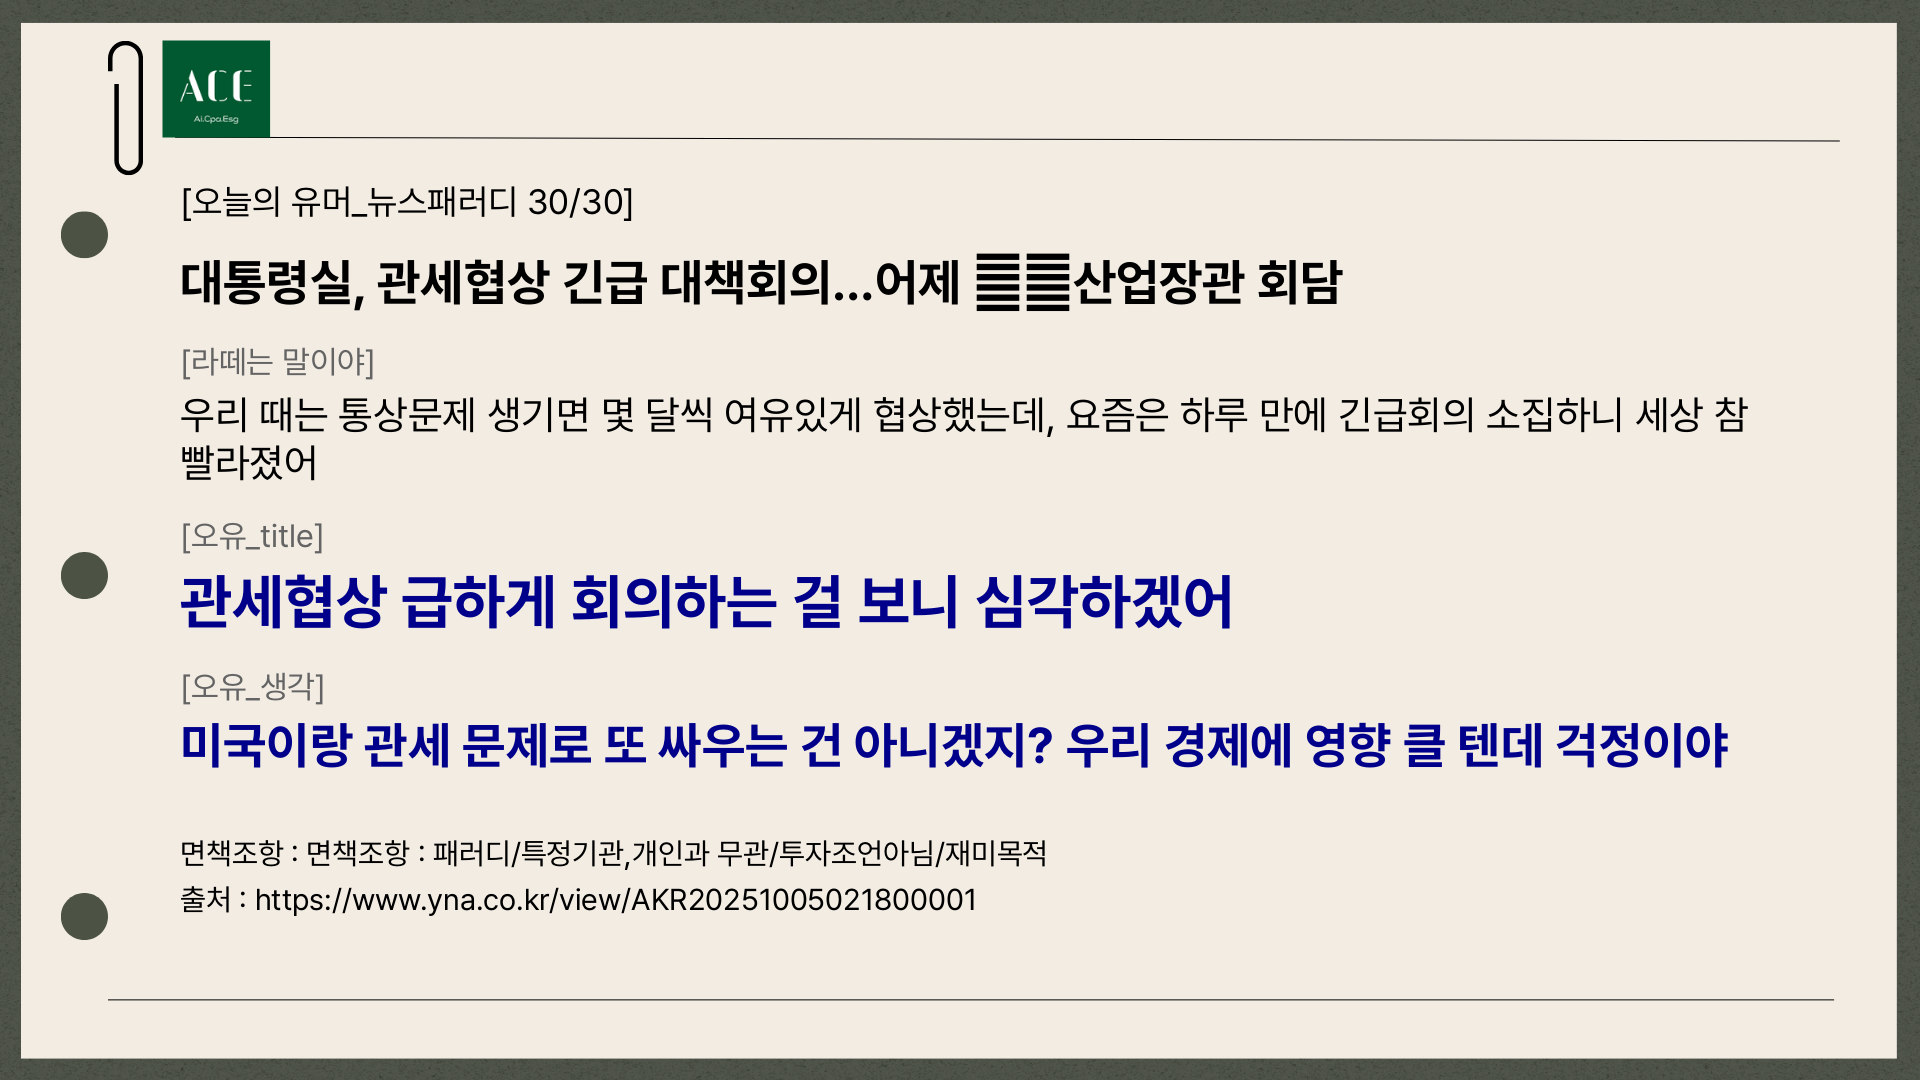 ACE
Ai.Cpa.Esg
[오늘의 유머_뉴스패러디 30/30]
대통령실, 관세협상 긴급 대책회의…어제 산업장관 회담
[라떼는 말이야]
우리 때는 통상문제 생기면 몇 달씩 여유있게 협상했는데, 요즘은 하루 만에 긴급회의 소집하니 세상 참
빨라졌어
[오유_title]
관세협상 급하게 회의하는 걸 보니 심각하겠어
[오유_생각]
미국이랑 관세 문제로 또 싸우는 건 아니겠지? 우리 경제에 영향 클 텐데 걱정이야
면책조항 : 면책조항 : 패러디/특정기관,개인과 무관/투자조언아님/재미목적
출처 : https://www.yna.co.kr/view/AKR20251005021800001